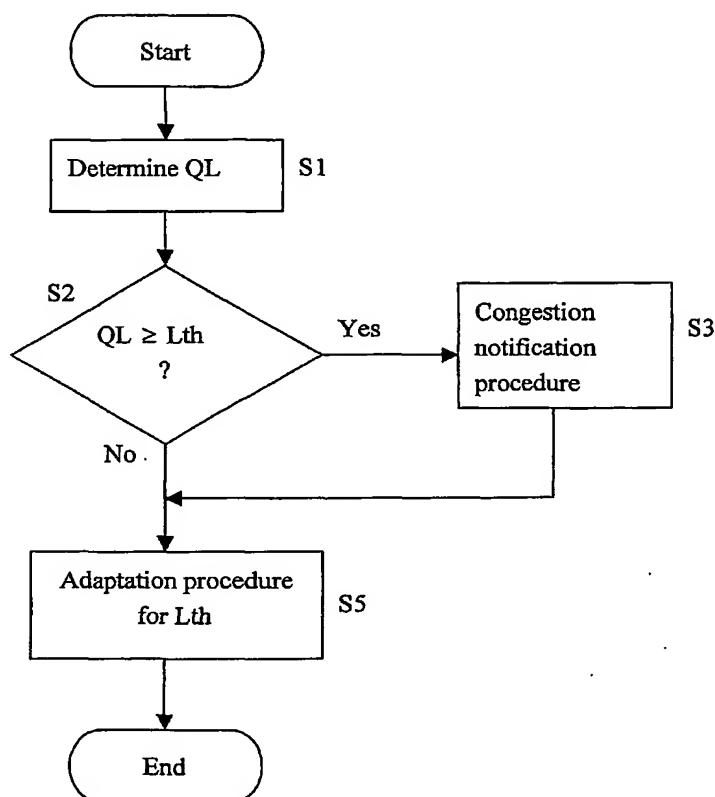 Start
Determine QL
S1
S2
QL ≥ Lth
?
Yes
Congestion
notification
procedure
S3
No
Adaptation procedure
for Lth
S5
End